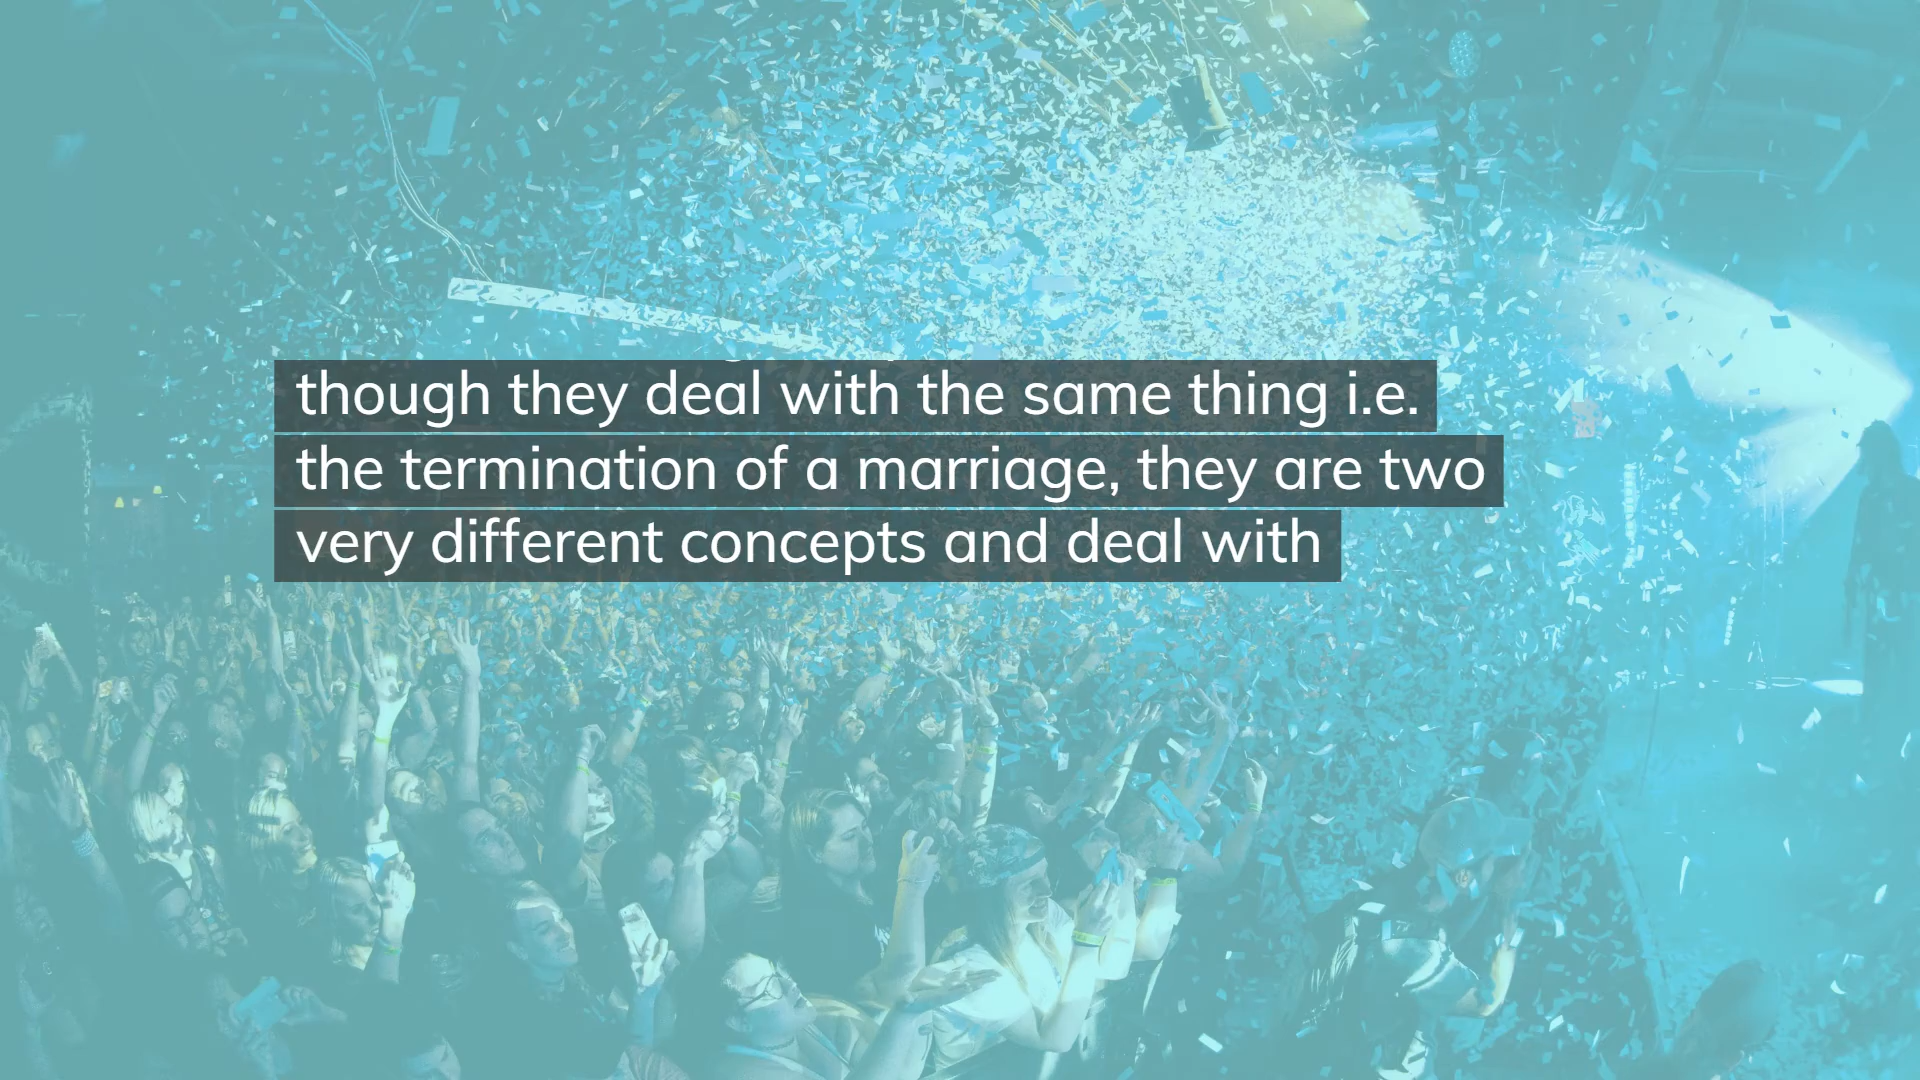 though they deal with the same thing i.e.
the termination of a marriage, they are two
very different concepts and deal with